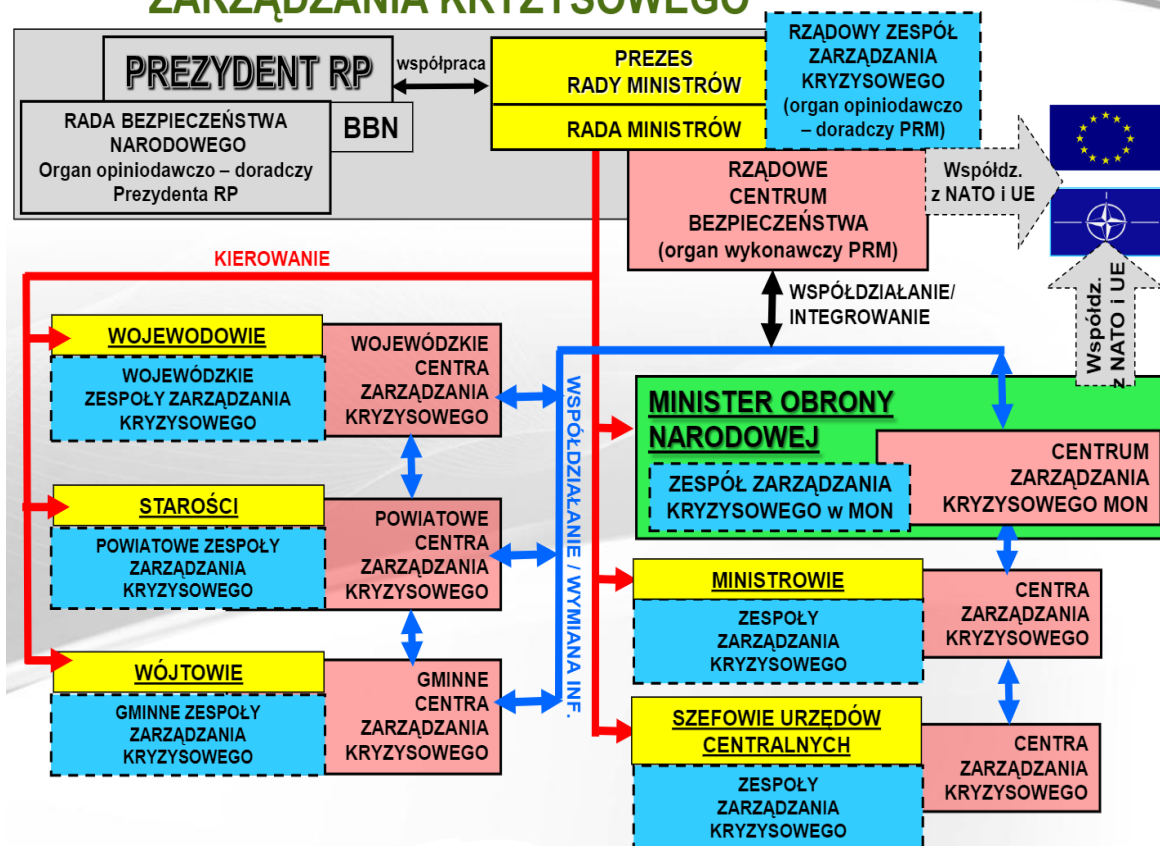 ZARZĄDZANIA KRYZYSOWEGO
PREZYDENT RP
współpraca
PREZES
RADY MINISTRÓW
RADA MINISTRÓW
RZĄDOWY ZESPÓŁ
ZARZĄDZANIA
KRYZYSOWEGO
(organ opiniodawczo
– doradczy PRM)
RADA BEZPIECZEŃSTWA
NARODOWEGO
Organ opiniodawczo – doradczy
Prezydenta RP
BBN
RZĄDOWE
CENTRUM
BEZPIECZEŃSTWA
(organ wykonawczy PRM)
Współdz.
z NATO i UE
KIEROWANIE
WSPÓŁDZIAŁANIE/
INTEGROWANIE
Współdz.
z NATO i UE
WOJEWODOWIE
WOJEWÓDZKIE
ZESPOŁY ZARZĄDZANIA
KRYZYSOWEGO
WOJEWÓDZKIE
CENTRA
ZARZĄDZANIA
KRYZYSOWEGO
WSPÓŁDZIAŁANIE / WYMIANA INF.
MINISTER OBRONY
NARODOWEJ
ZESPÓŁ ZARZĄDZANIA
KRYZYSOWEGO w MON
CENTRUM
ZARZĄDZANIA
KRYZYSOWEGO MON
STAROŚCI
POWIATOWE ZESPOŁY
ZARZĄDZANIA
KRYZYSOWEGO
POWIATOWE
CENTRA
ZARZĄDZANIA
KRYZYSOWEGO
MINISTROWIE
ZESPOŁY
ZARZĄDZANIA
KRYZYSOWEGO
CENTRA
ZARZĄDZANIA
KRYZYSOWEGO
WÓJTOWIE
GMINNE ZESPOŁY
ZARZĄDZANIA
KRYZYSOWEGO
GMINNE
CENTRA
ZARZĄDZANIA
KRYZYSOWEGO
SZEFOWIE URZĘDÓW
CENTRALNYCH
ZESPOŁY
ZARZĄDZANIA
KRYZYSOWEGO
CENTRA
ZARZĄDZANIA
KRYZYSOWEGO